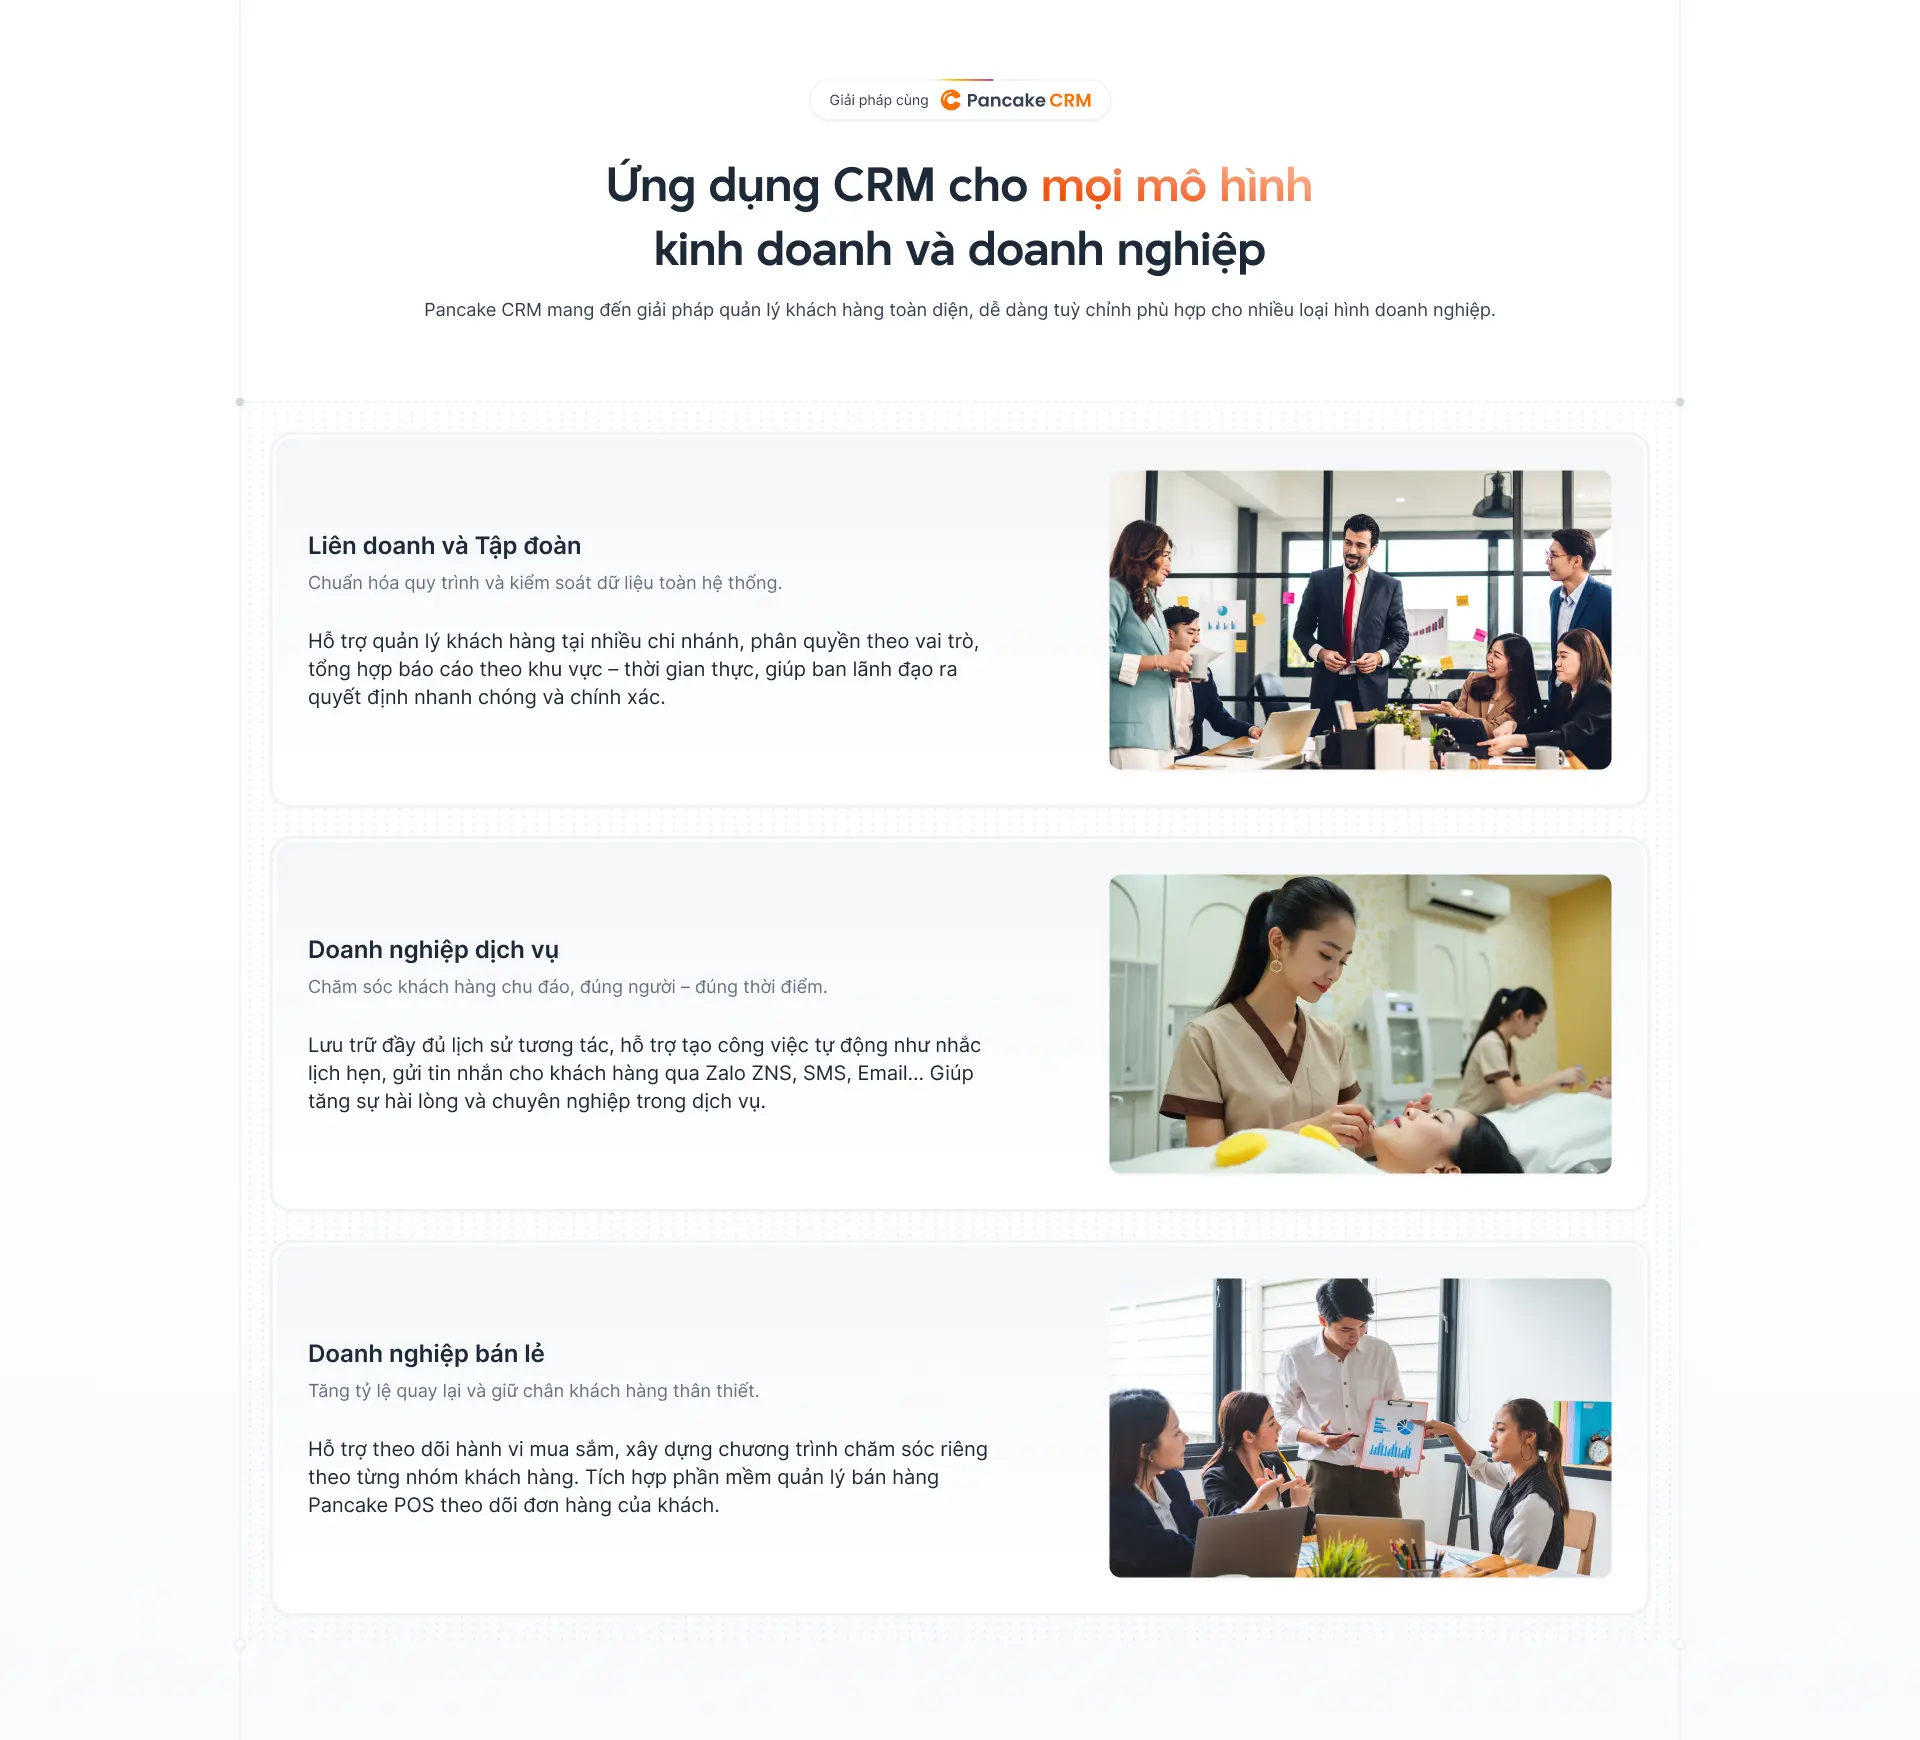 Giải pháp cùng Pancake CRM
Ứng dụng CRM cho mọi mô hình
kinh doanh và doanh nghiệp
Pancake CRM mang đến giải pháp quản lý khách hàng toàn diện, dễ dàng tuỳ chỉnh phù hợp cho nhiều loại hình doanh nghiệp.
Liên doanh và Tập đoàn
Chuẩn hóa quy trình và kiểm soát dữ liệu toàn hệ thống.
Hỗ trợ quản lý khách hàng tại nhiều chi nhánh, phân quyền theo vai trò,
tổng hợp báo cáo theo khu vực – thời gian thực, giúp ban lãnh đạo ra
quyết định nhanh chóng và chính xác.
Doanh nghiệp dịch vụ
Chăm sóc khách hàng chu đáo, đúng người – đúng thời điểm.
Lưu trữ đầy đủ lịch sử tương tác, hỗ trợ tạo công việc tự động như nhắc
lịch hẹn, gửi tin nhắn cho khách hàng qua Zalo ZNS, SMS, Email... Giúp
tăng sự hài lòng và chuyên nghiệp trong dịch vụ.
Doanh nghiệp bán lẻ
Tăng tỷ lệ quay lại và giữ chân khách hàng thân thiết.
Hỗ trợ theo dõi hành vi mua sắm, xây dựng chương trình chăm sóc riêng
theo từng nhóm khách hàng. Tích hợp phần mềm quản lý bán hàng
Pancake POS theo dõi đơn hàng của khách.